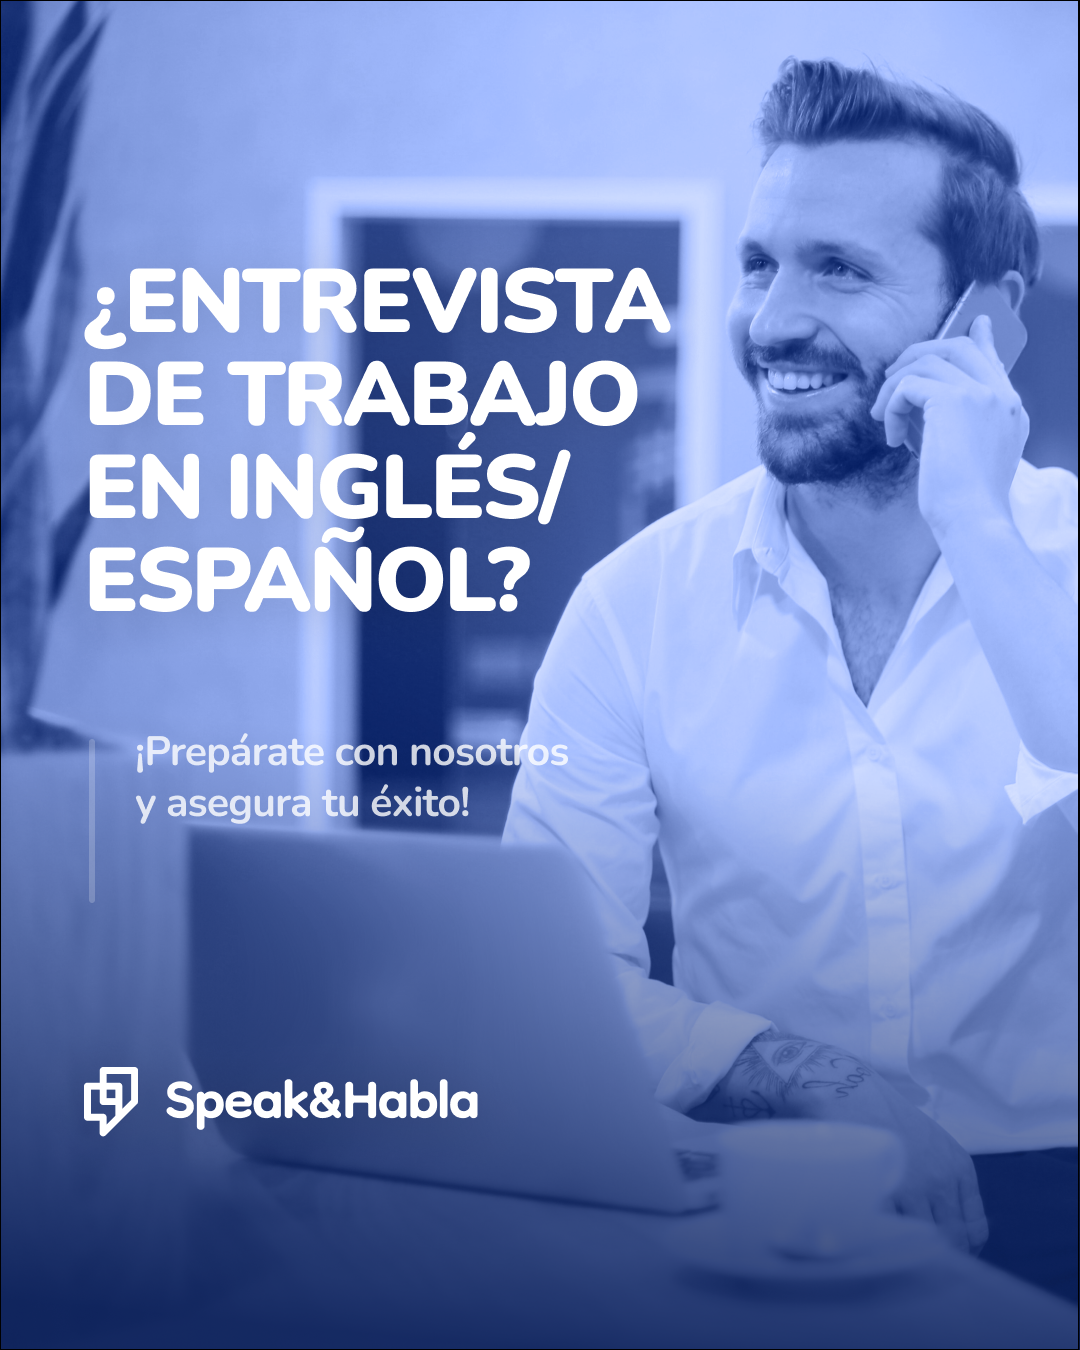 ¿ENTREVISTA
DE TRABAJO
EN INGLÉS/
ESPAÑOL?
¡Prepárate con nosotros
y asegura tu éxito!
Speak&Habla